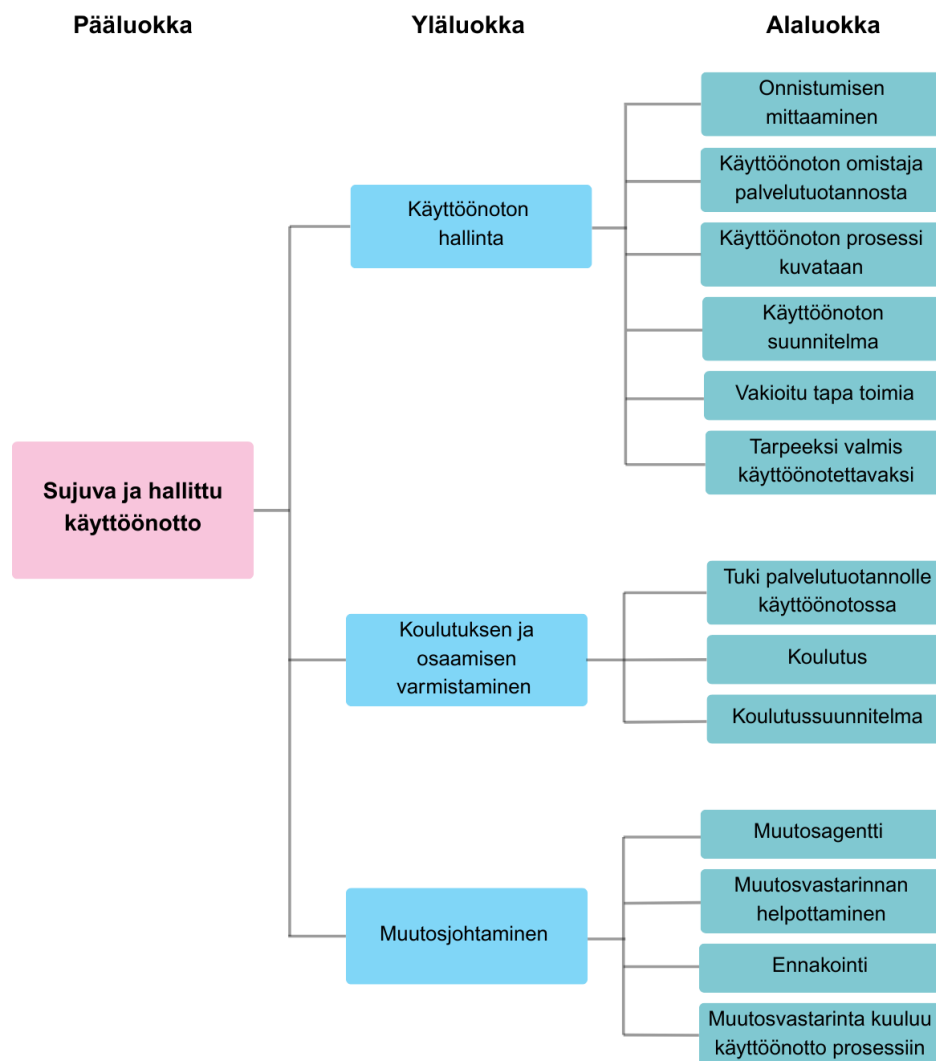 Pääluokka
Yläluokka
Alaluokka
Onnistumisen
mittaaminen
Käyttöönoton omistaja
palvelutuotannosta
Käyttöönoton
hallinta
Käyttöönoton prosessi
kuvataan
Käyttöönoton
suunnitelma
Vakioitu tapa toimia
Tarpeeksi valmis
käyttöönotettavaksi
Sujuva ja hallittu
käyttöönotto
Tuki palvelutuotannolle
käyttöönotossa
Koulutuksen ja
osaamisen
varmistaminen
Koulutus
Koulutussuunnitelma
Muutosagentti
Muutosvastarinnan
helpottaminen
Muutosjohtaminen
Ennakointi
Muutosvastarinta kuuluu
käyttöönotto prosessiin